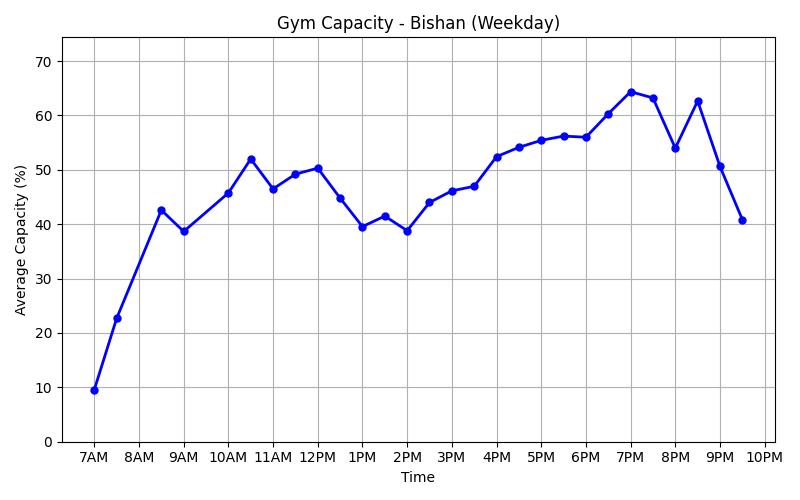 Gym Capacity - Bishan (Weekday)
Average Capacity (%)
70
60
50
40
30
20
10
0
7AM 8AM 9AM 10AM 11AM 12PM 1PM 2PM 3PM 4PM 5PM 6PM 7PM 8PM 9PM 10PM
Time